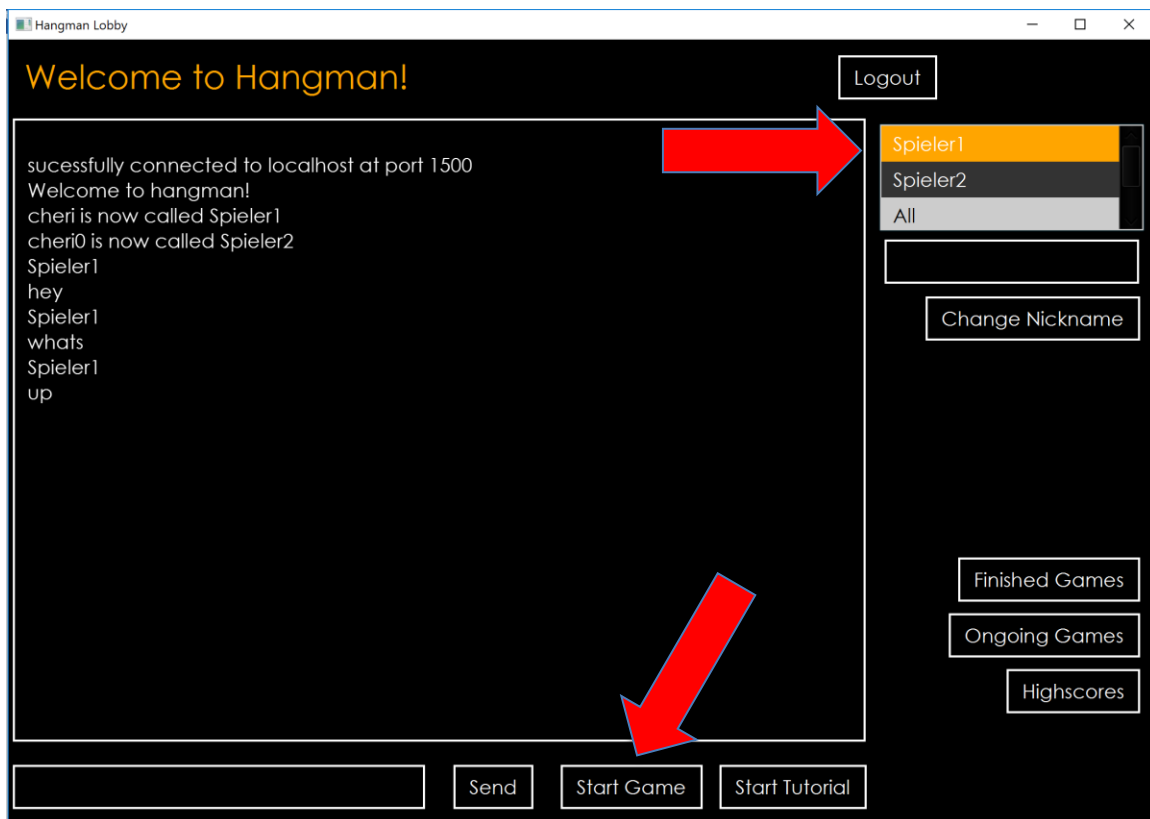 Hangman Lobby
Welcome to Hangman!
Logout
sucessfully connected to localhost at port 1500
Welcome to hangman!
cheri is now called Spieler1
cheri0 is now called Spieler2
Spieler1
hey
Spieler1
whats
Spieler1
up
Spieler1
Spieler2
All
Change Nickname
Finished Games
Ongoing Games
Highscores
Send
Start Game
Start Tutorial